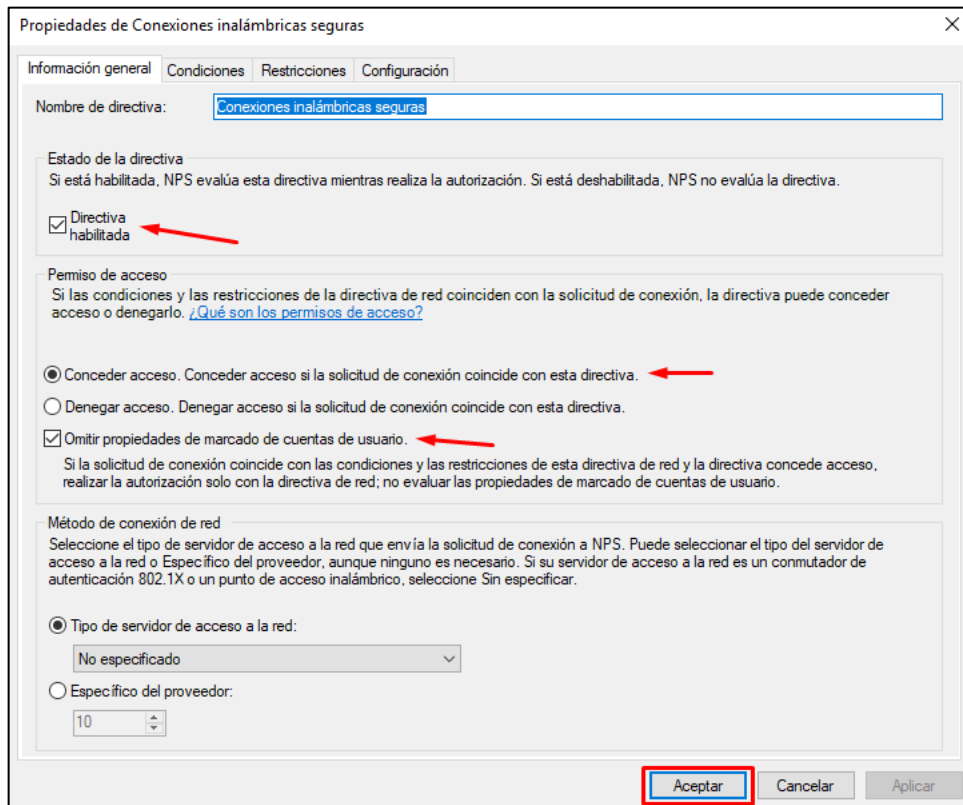 Propiedades de Conexiones inalámbricas seguras
Información general Condiciones Restricciones Configuración
Nombre de directiva: Conexiones inalámbricas seguras
Estado de la directiva
Si está habilitada, NPS evalúa esta directiva mientras realiza la autorización. Si está deshabilitada, NPS no evalúa la directiva.
Directiva
habilitada
Permiso de acceso
Si las condiciones y las restricciones de la directiva de red coinciden con la solicitud de conexión, la directiva puede conceder
acceso o denegarlo. ¿Qué son los permisos de acceso?
Conceder acceso. Conceder acceso si la solicitud de conexión coincide con esta directiva.
Denegar acceso. Denegar acceso si la solicitud de conexión coincide con esta directiva.
Omitir propiedades de marcado de cuentas de usuario.
Si la solicitud de conexión coincide con las condiciones y las restricciones de esta directiva de red y la directiva concede acceso,
realizar la autorización solo con la directiva de red; no evaluar las propiedades de marcado de cuentas de usuario.
Método de conexión de red
Seleccione el tipo de servidor de acceso a la red que envía la solicitud de conexión a NPS. Puede seleccionar el tipo del servidor de
acceso a la red o Específico del proveedor, aunque ninguno es necesario. Si su servidor de acceso a la red es un conmutador de
autenticación 802.1X o un punto de acceso inalámbrico, seleccione Sin especificar.
Tipo de servidor de acceso a la red:
No especificado
Específico del proveedor:
10
Aceptar Cancelar Aplicar